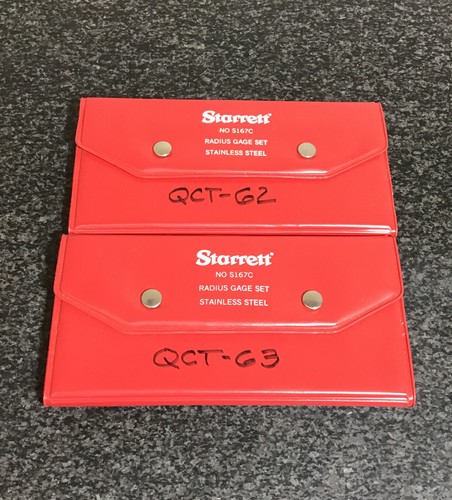 Starrett
NO S167C
RADIUS GAGE SET
STAINLESS STEEL
QCT-62
Starrett
NO S167C
RADIUS GAGE SET
STAINLESS STEEL
QCT-63